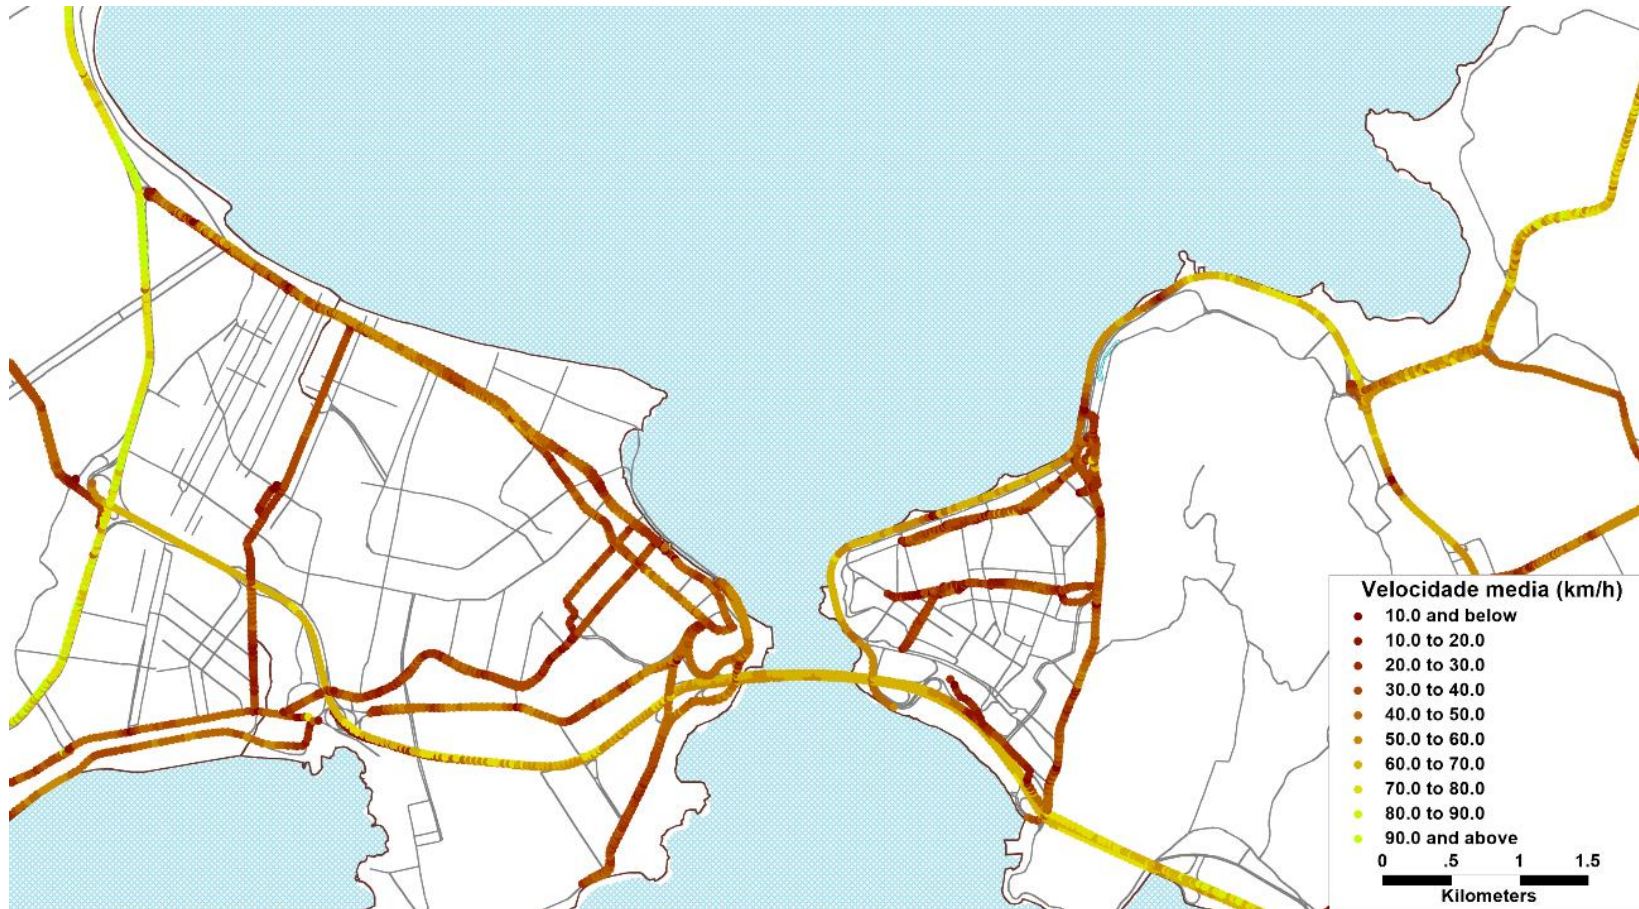 Velocidade media (km/h)
10.0 and below
10.0 to 20.0
20.0 to 30.0
30.0 to 40.0
40.0 to 50.0
50.0 to 60.0
60.0 to 70.0
70.0 to 80.0
80.0 to 90.0
90.0 and above
0 .5 1 1.5
Kilometers